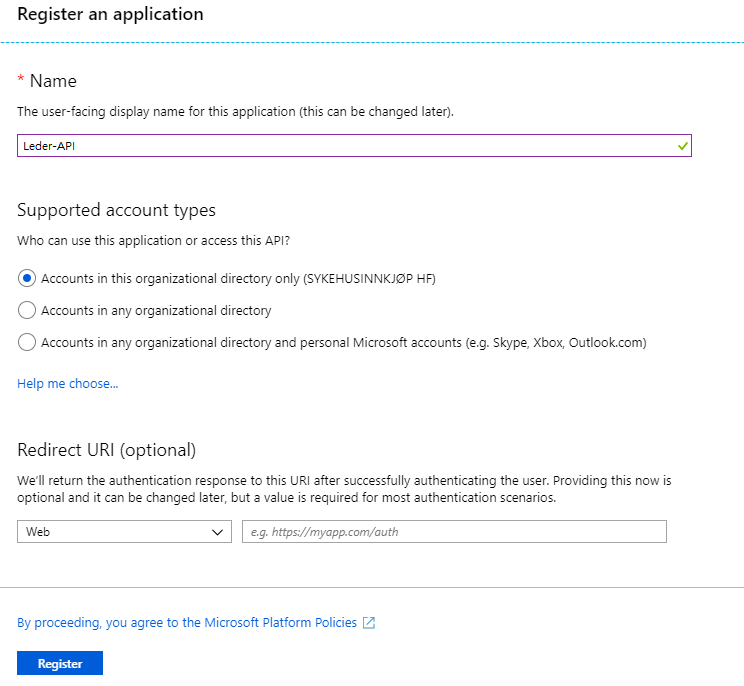 Register an application
* Name
The user-facing display name for this application (this can be changed later).
Leder-API
Supported account types
Who can use this application or access this API?
Accounts in this organizational directory only (SYKEHUSINNKJØP HF)
Accounts in any organizational directory
Accounts in any organizational directory and personal Microsoft accounts (e.g. Skype, Xbox, Outlook.com)
Help me choose...
Redirect URI (optional)
We'll return the authentication response to this URI after successfully authenticating the user. Providing this now is
optional and it can be changed later, but a value is required for most authentication scenarios.
Web e.g. https://myapp.com/auth
By proceeding, you agree to the Microsoft Platform Policies
Register